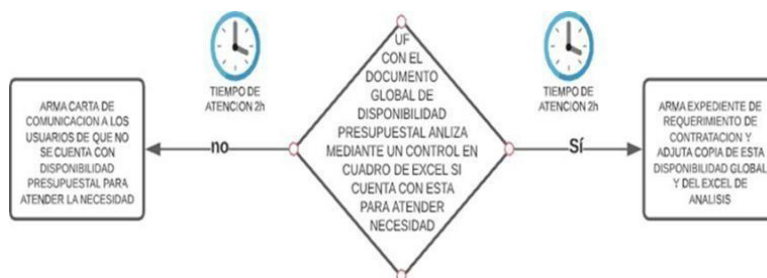 TIEMPO DE
ATENCION 2h
ARMA CARTA DE
COMUNICACION A LOS
USUARIOS DE QUE NO
SE CUENTA CON
DISPONIBILIDAD
PRESUPUESTAL PARA
ATENDER LA NECESIDAD
no
UF
CON EL
DOCUMENTO
GLOBAL DE
DISPONIBILIDAD
PRESUPUESTAL ANLIZA
MEDIANTE UN CONTROL EN
CUADRO DE EXCEL SI
CUENTA CON ESTA
PARA ATENDER
NECESIDAD
TIEMPO DE
ATENCION 2h
Sí
ARMA EXPEDIENTE DE
REQUERIMIENTO DE
CONTRATACION Y
ADJUTA COPIA DE ESTA
DISPONIBILIDAD GLOBAL
Y DEL EXCEL DE
ANALISIS